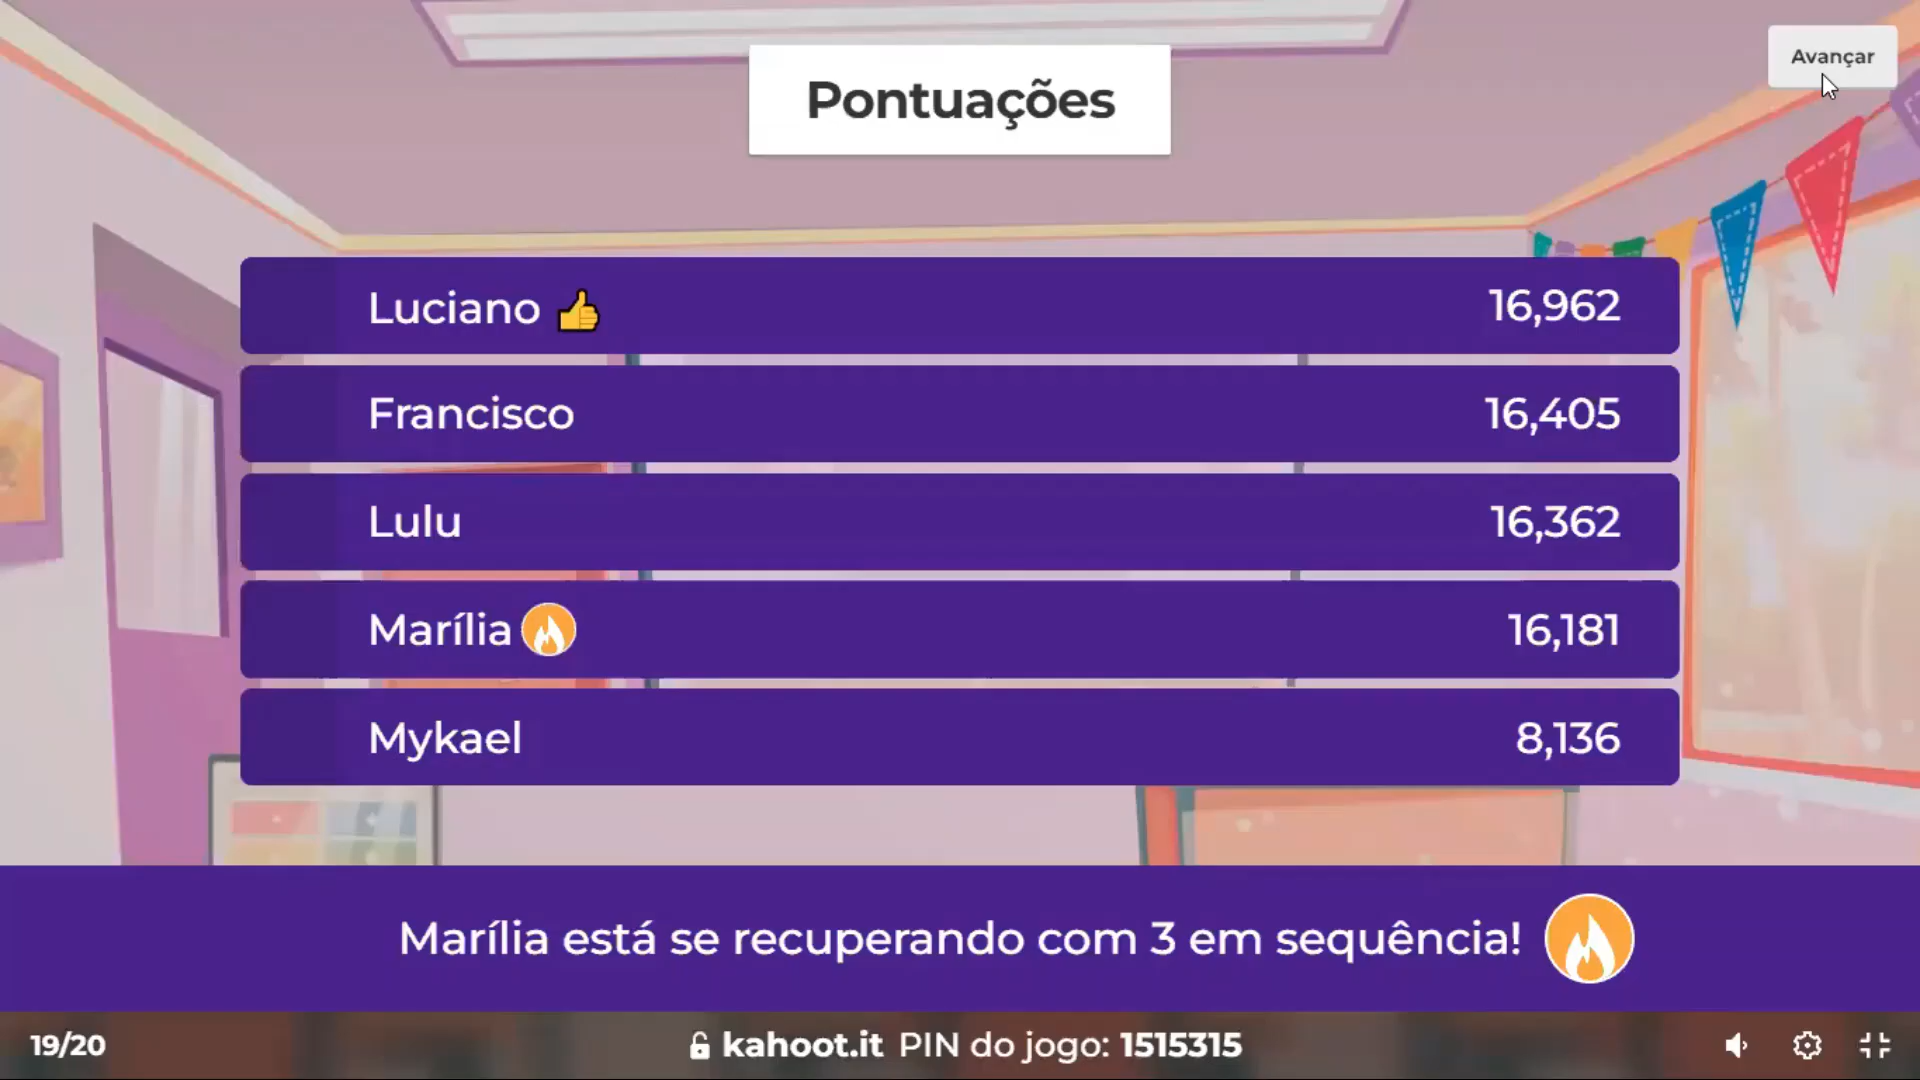 Avançar
Pontuações
Luciano 👍 16,962
Francisco 16,405
Lulu 16,362
Marília 16,181
Mykael 8,136
Marília está se recuperando com 3 em sequência!
19/20 kahoot.it PIN do jogo: 1515315